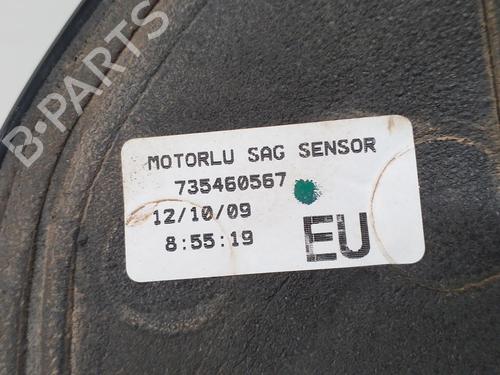 B-PARTS
MOTORLU SAG SENSOR
735460567
12/10/09
8:55:19
EU